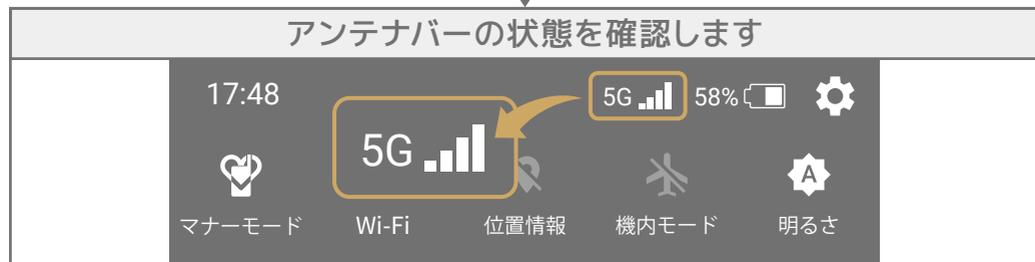 アンテナバーの状態を確認します
17:48
5G
58%
5G
A
マナーモード
Wi-Fi
位置情報
機内モード
明るさ